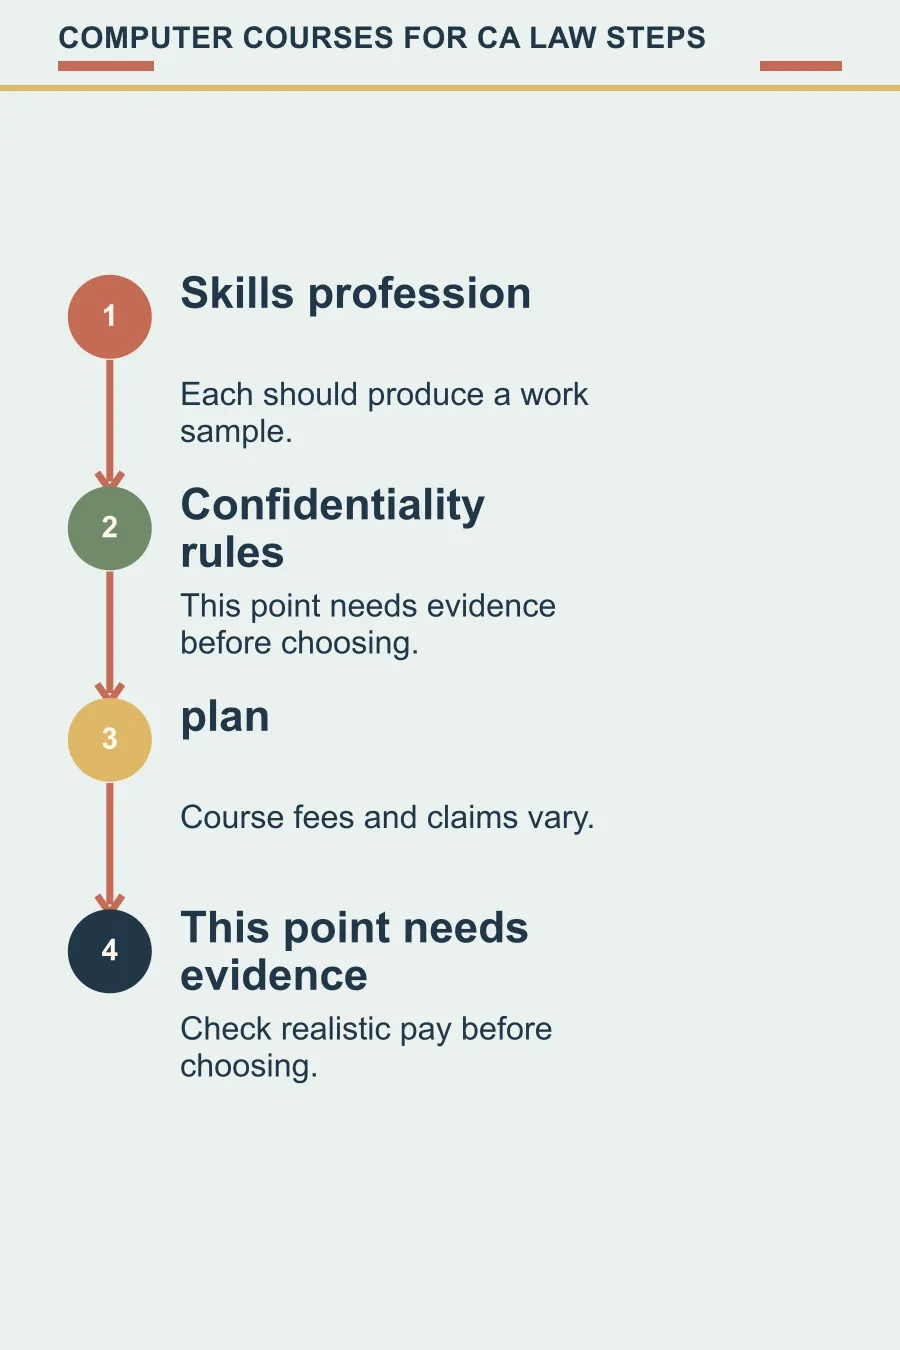 COMPUTER COURSES FOR CA LAW STEPS
1
Skills profession
Each should produce a work
sample.
2
Confidentiality
rules
This point needs evidence
before choosing.
3
plan
Course fees and claims vary.
4
This point needs
evidence
Check realistic pay before
choosing.